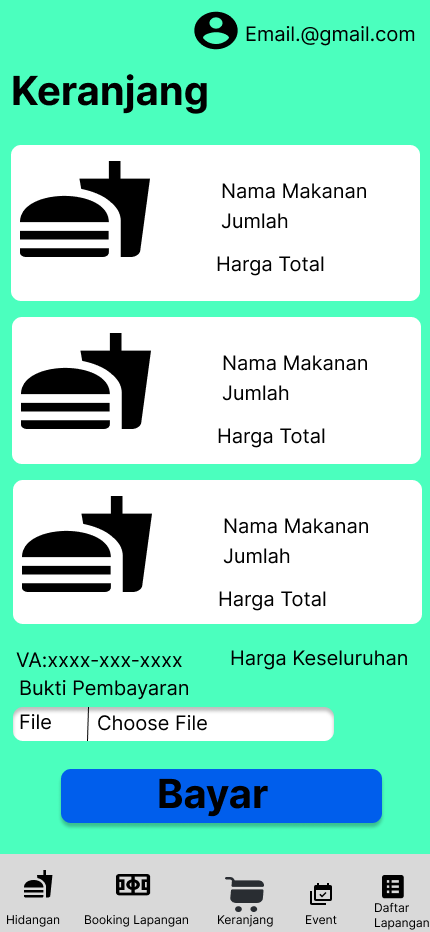 Email.@gmail.com
Keranjang
Nama Makanan
Jumlah
Harga Total
Nama Makanan
Jumlah
Harga Total
Nama Makanan
Jumlah
Harga Total
VA:xxxx-xxx-xxxx
Harga Keseluruhan
Bukti Pembayaran
File Choose File
Bayar
Hidangan
Booking Lapangan
Keranjang
Event
Daftar
Lapangan